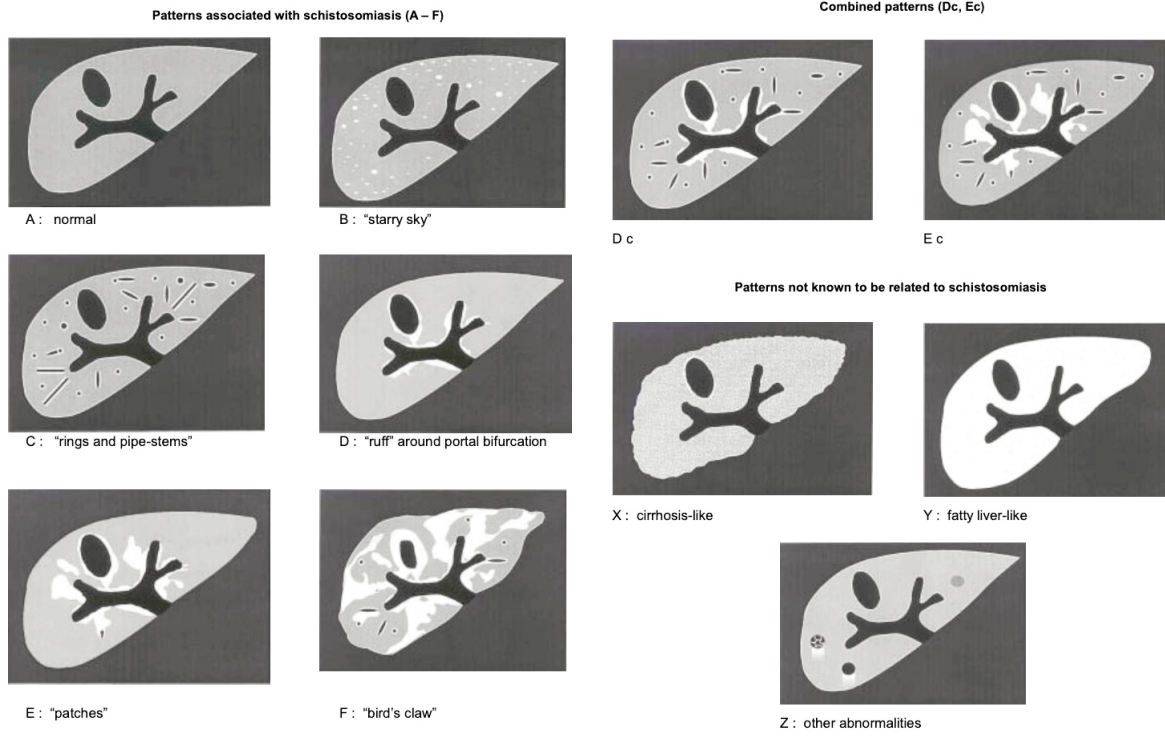 Patterns associated with schistosomiasis (A – F)
A : normal
B : “starry sky”
C : “rings and pipe-stems”
D : “ruff” around portal bifurcation
E : “patches”
F : “bird’s claw”
Combined patterns (Dc, Ec)
D c
E c
Patterns not known to be related to schistosomiasis
X : cirrhosis-like
Y : fatty liver-like
Z : other abnormalities